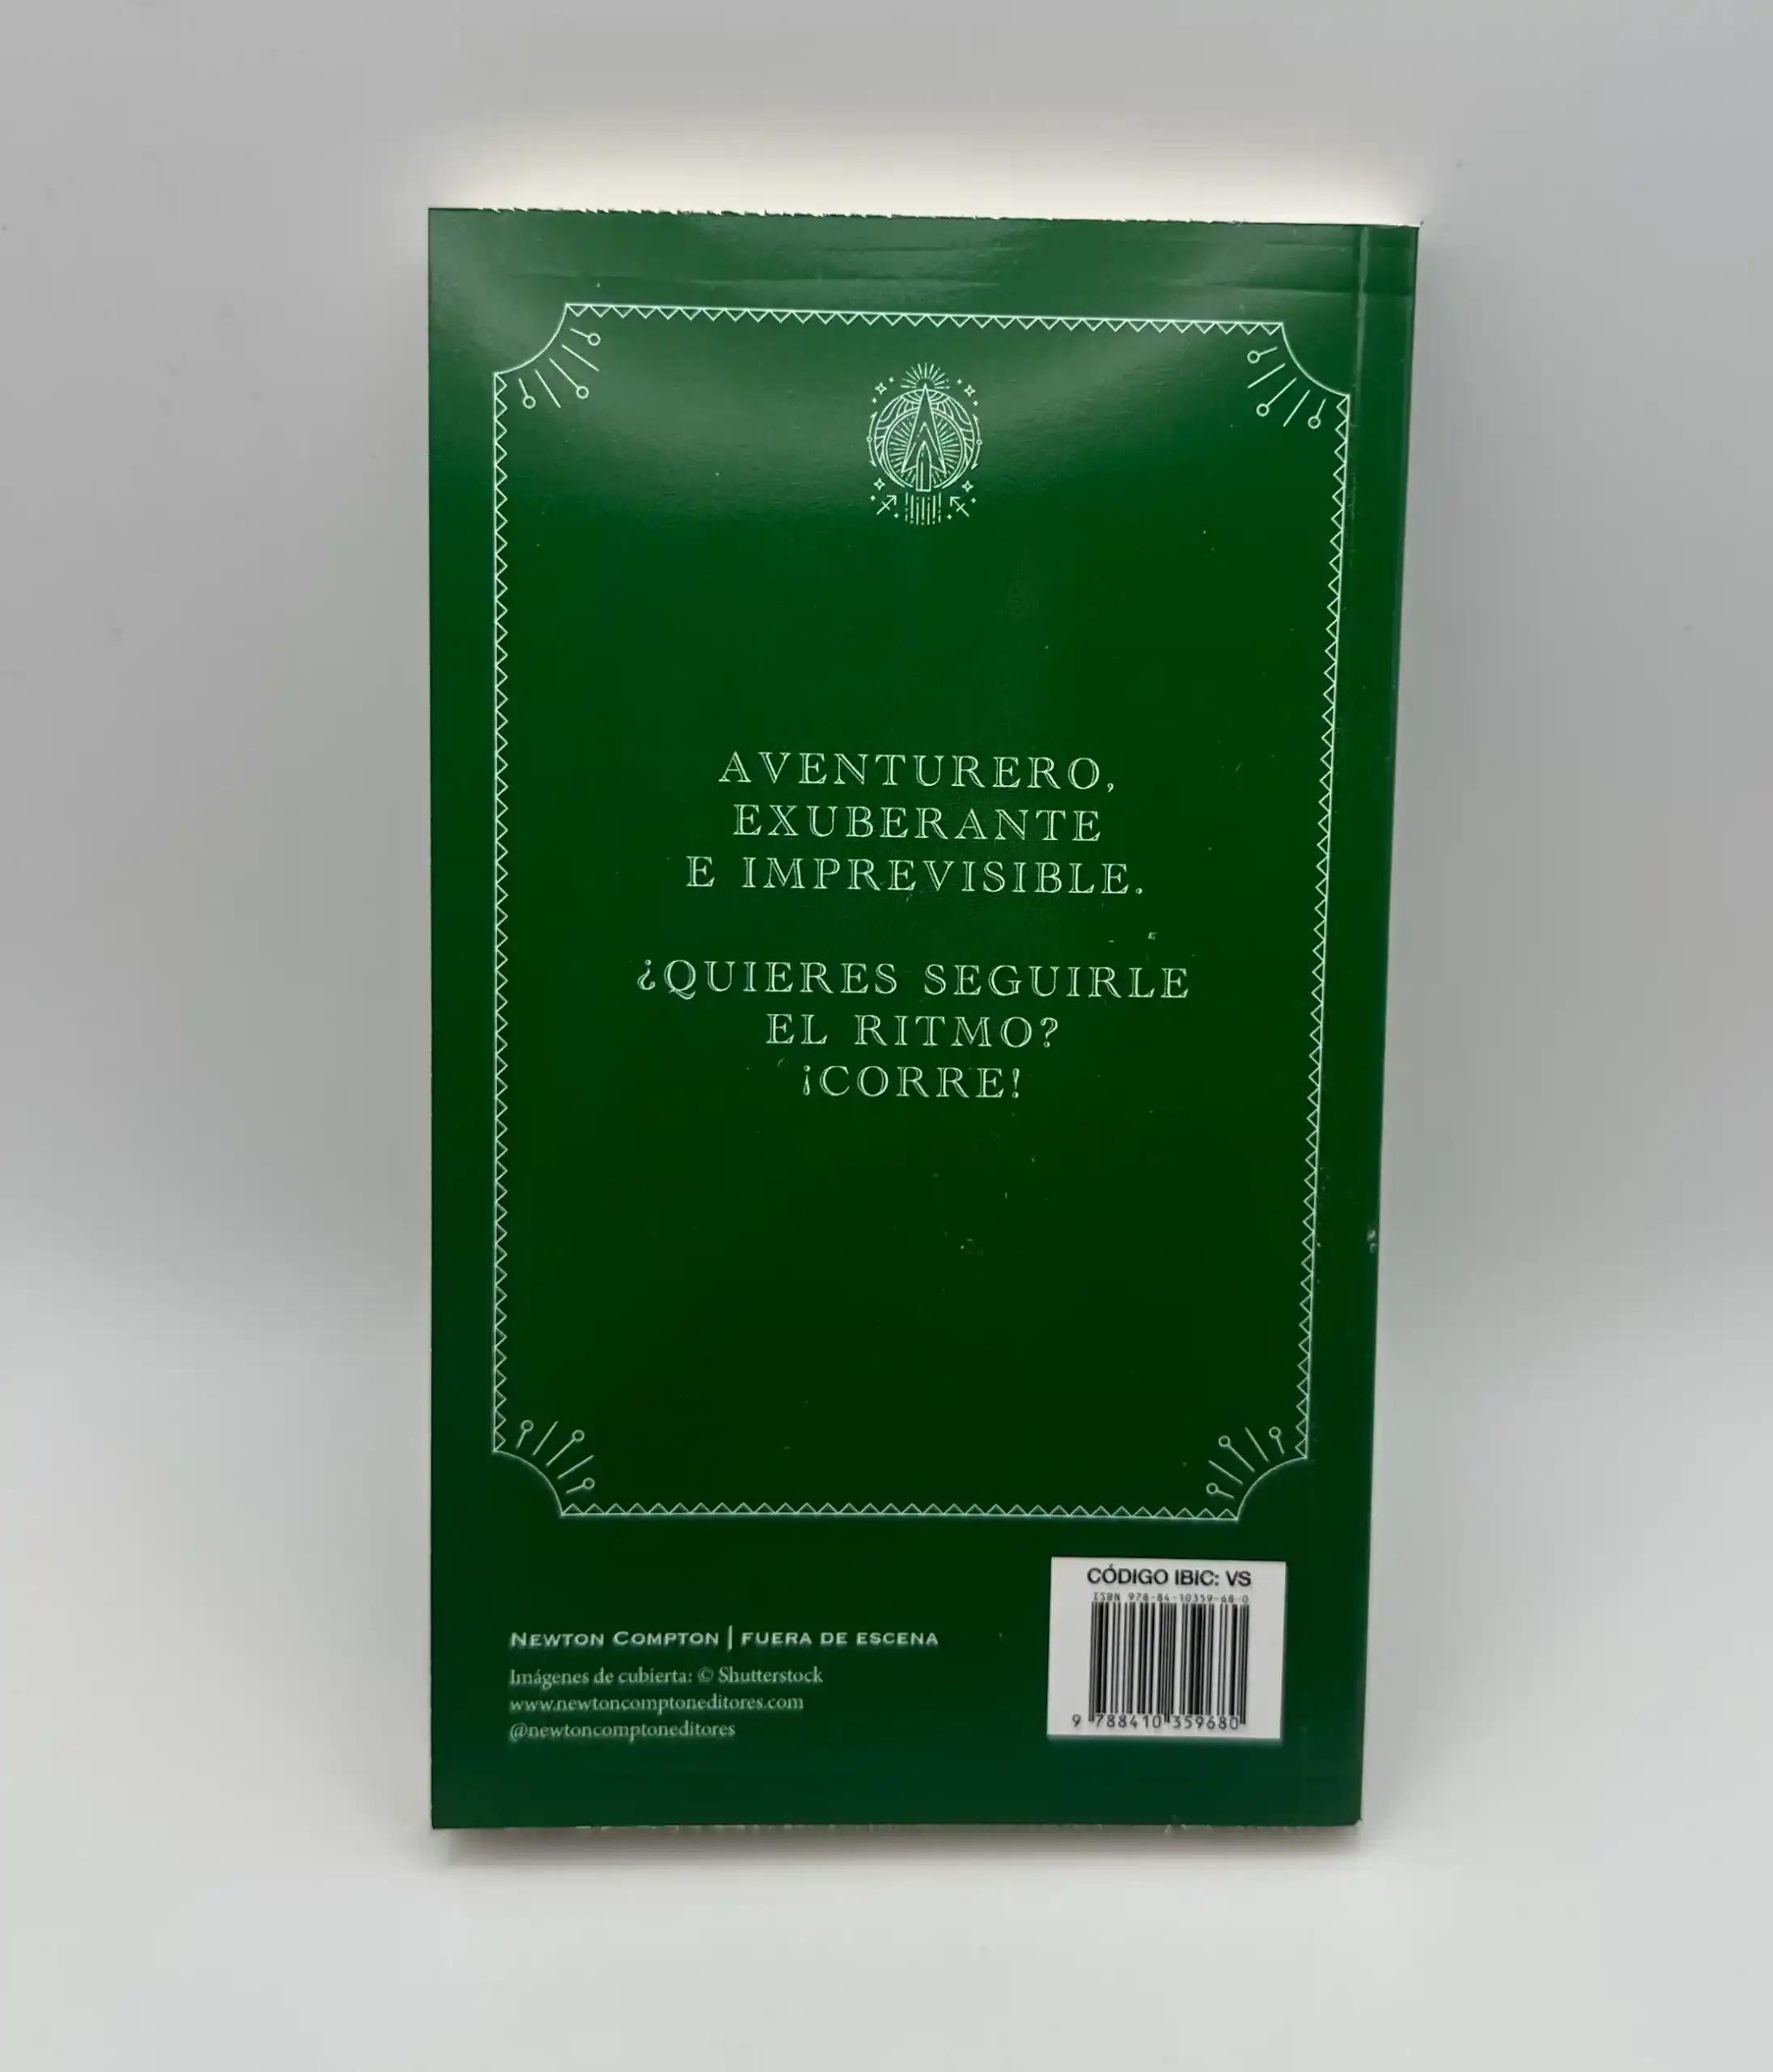 AVENTURERO,
EXUBERANTE
E IMPREVISIBLE.
¿QUIERES SEGUIRLE
EL RITMO?
¡CORRE!
NEWTON COMPTON | FUERA DE ESCENA
Imágenes de cubierta: © Shutterstock
www.newtoncomptoneditores.com
@newtoncomptoneditores
CÓDIGO IBIC: VS
ISBN 978-84-10359-68-0
9 788410 359680